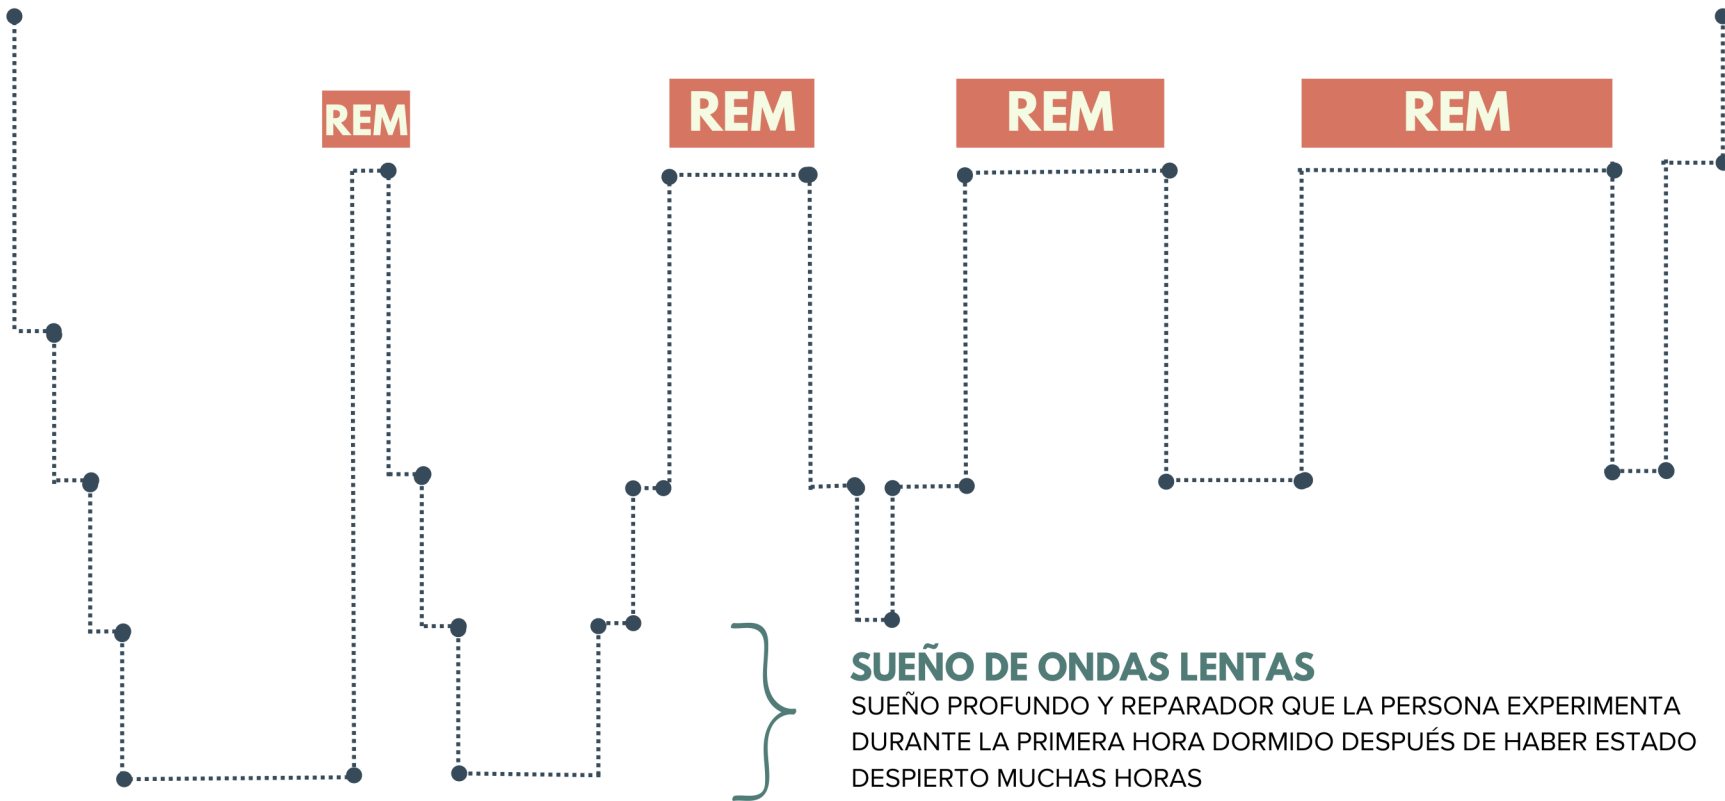 REM
REM
REM
REM
SUEÑO DE ONDAS LENTAS
SUEÑO PROFUNDO Y REPARADOR QUE LA PERSONA EXPERIMENTA
DURANTE LA PRIMERA HORA DORMIDO DESPUÉS DE HABER ESTADO
DESPIERTO MUCHAS HORAS